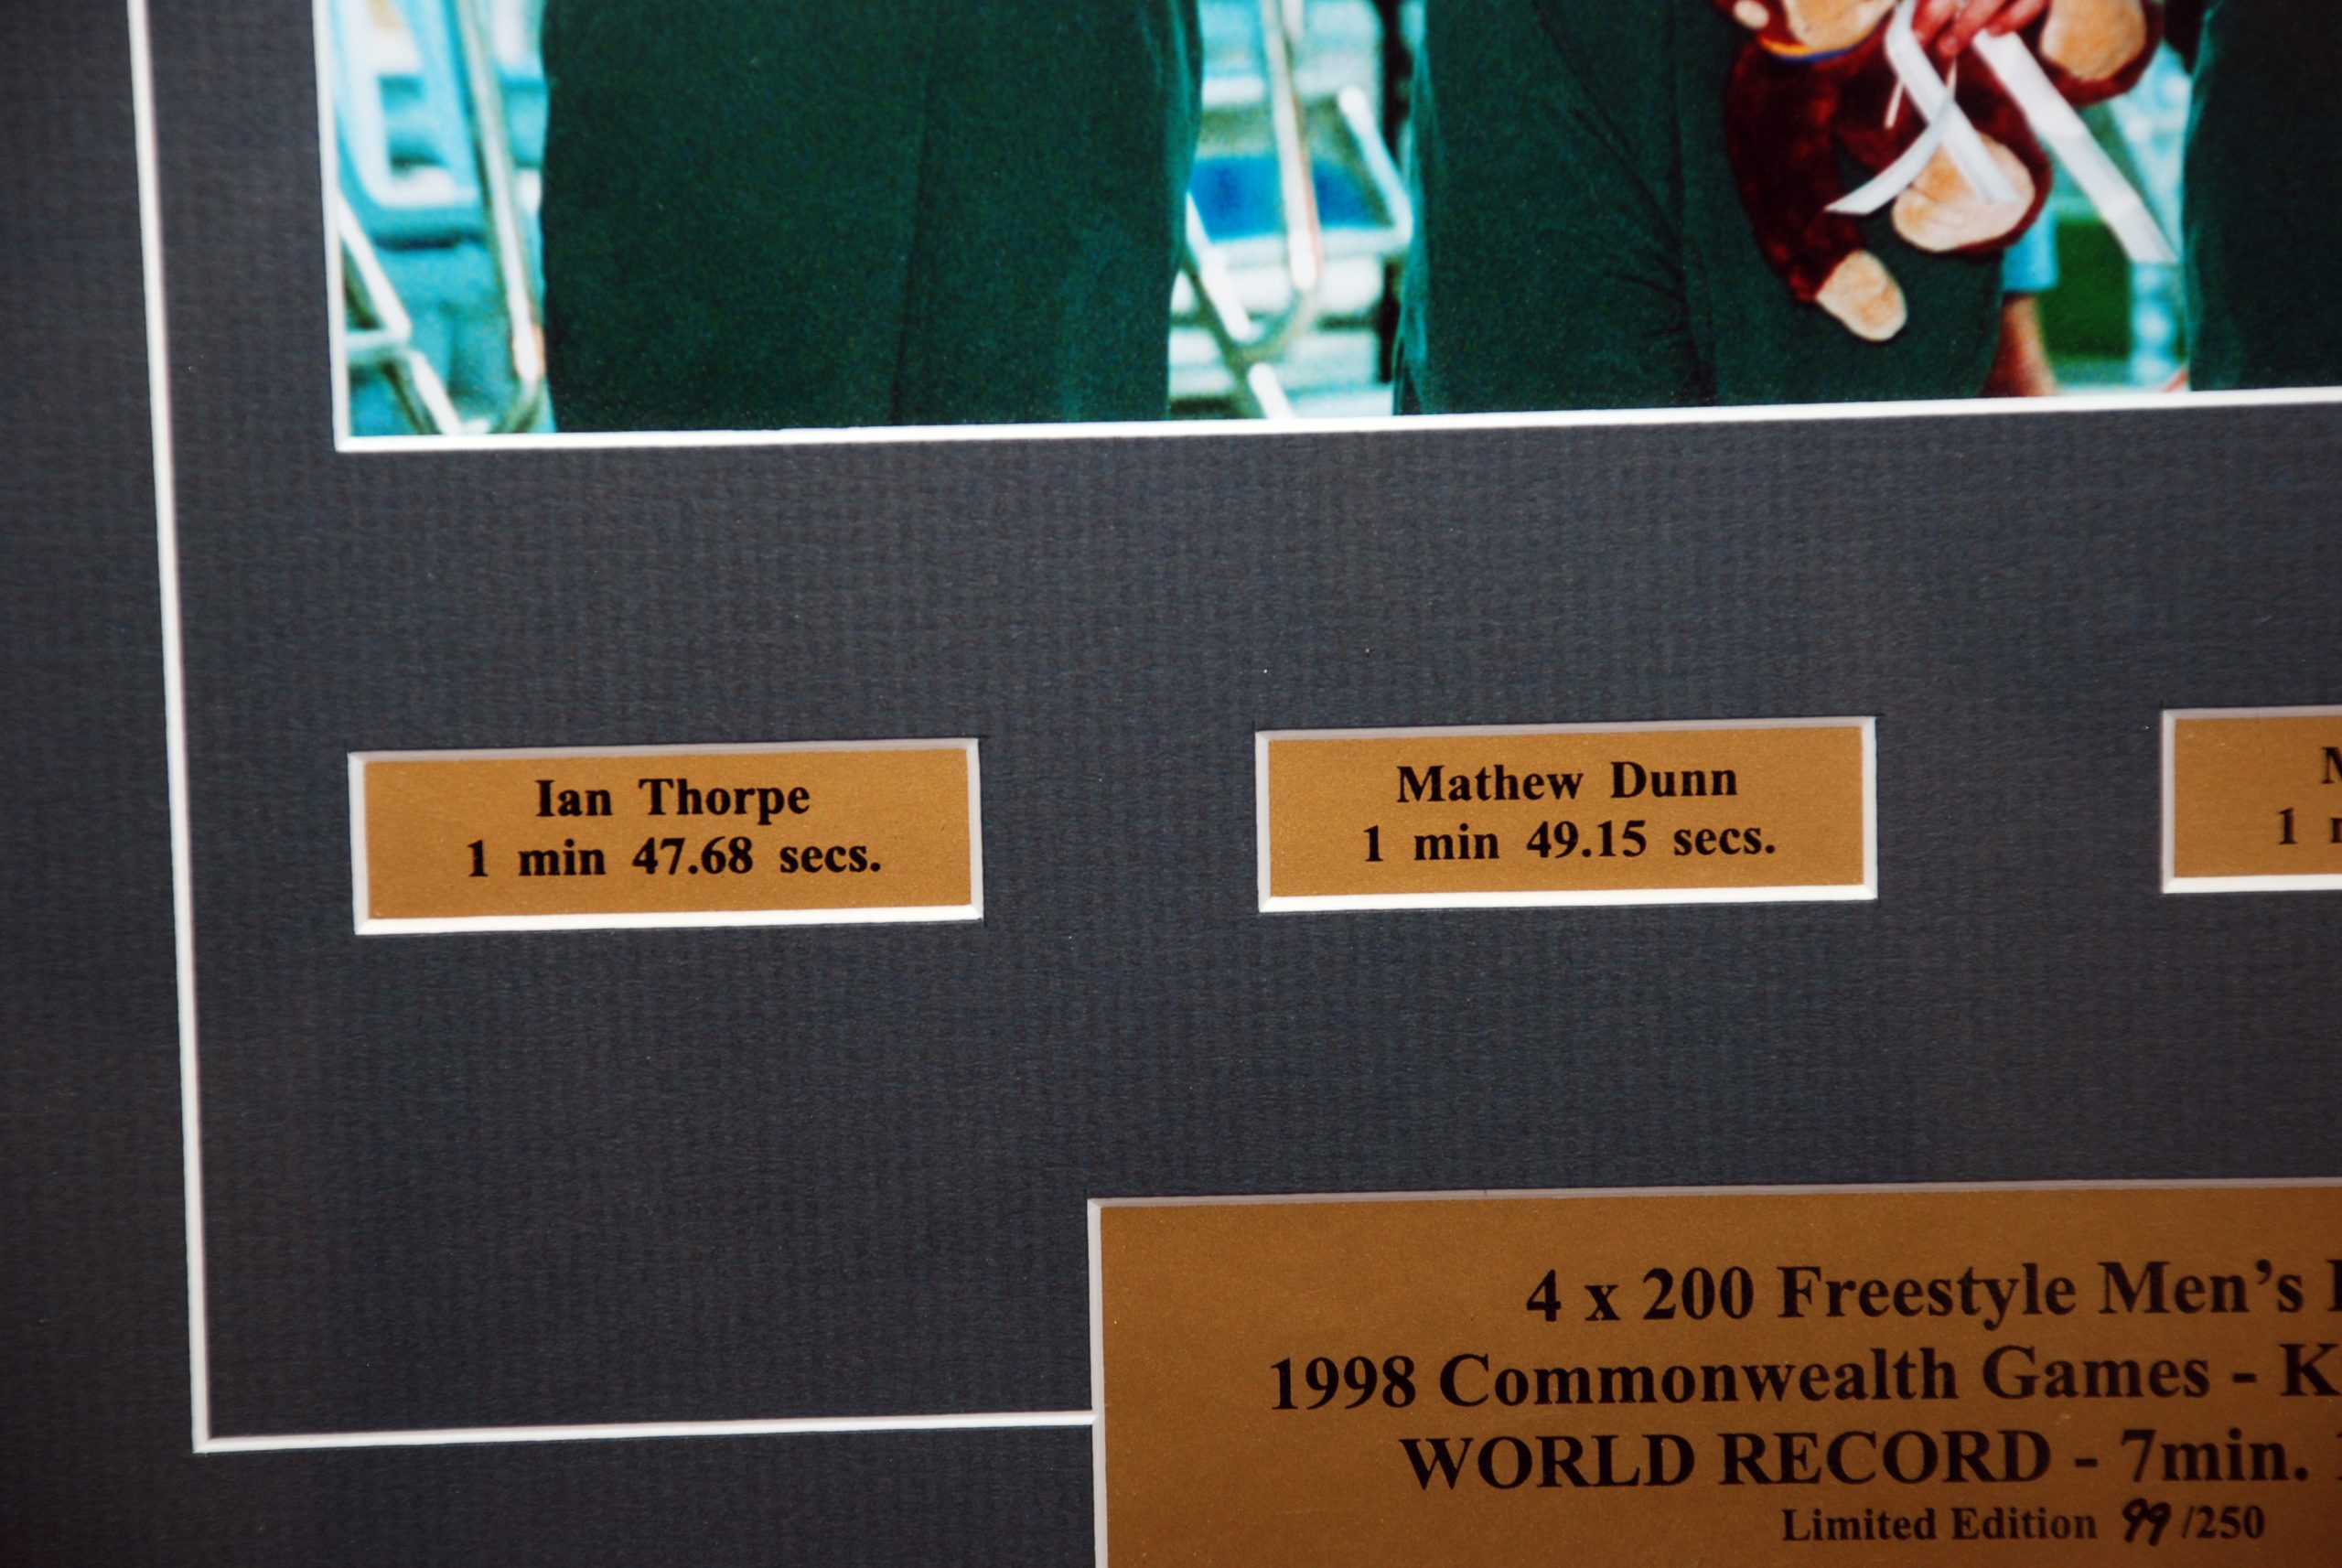 Ian Thorpe
1 min 47.68 secs.
Mathew Dunn
1 min 49.15 secs.
1
4 x 200 Freestyle Men's
1998 Commonwealth Games - K
WORLD RECORD - 7min.
Limited Edition 99/250